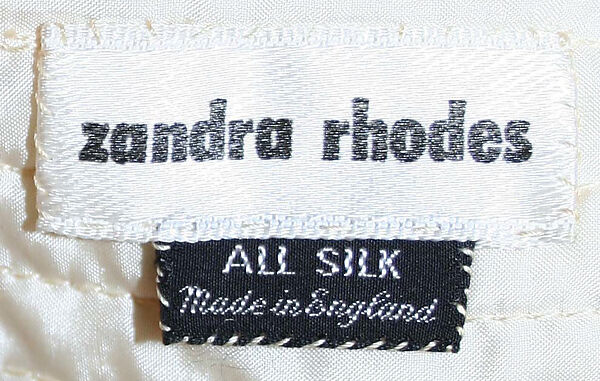 zandra rhodes
ALL SILK
Made in England